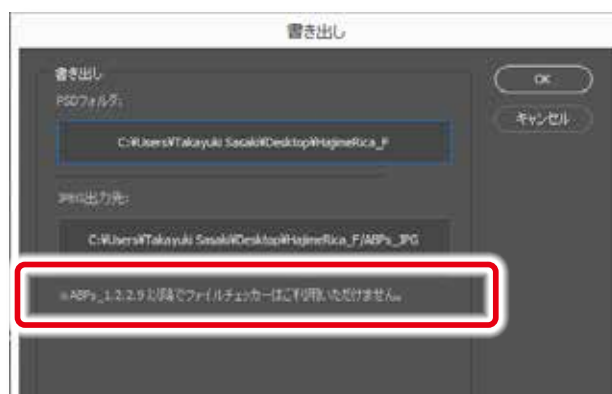 書き出し
書き出し
PSDフォルダ:
OK
キャンセル
C:¥Users¥Takayuki Sasaki¥Desktop¥HajimeRica_F
JPEG出力先:
C:¥Users¥Takayuki Sasaki¥Desktop¥HajimeRica_F/ABPs_JPG
※ABPs_1.2.2.9以降でファイルチェッカーはご利用いただけません。